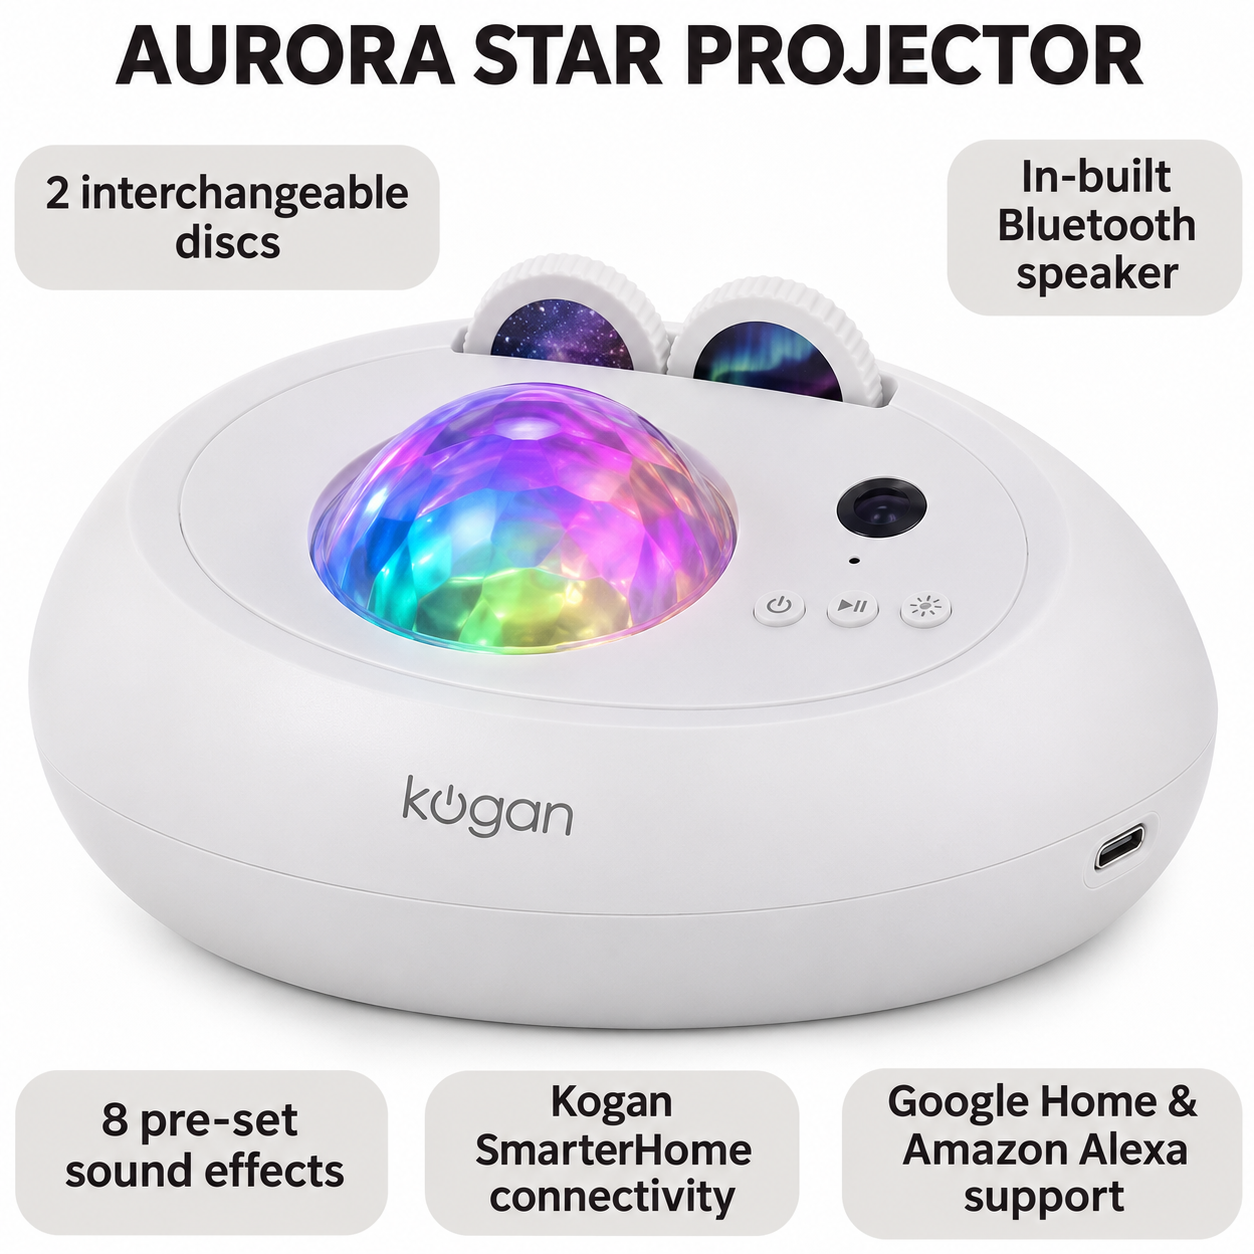 AURORA STAR PROJECTOR
2 interchangeable
discs
In-built
Bluetooth
speaker
kogan
8 pre-set
sound effects
Kogan
SmarterHome
connectivity
Google Home &
Amazon Alexa
support